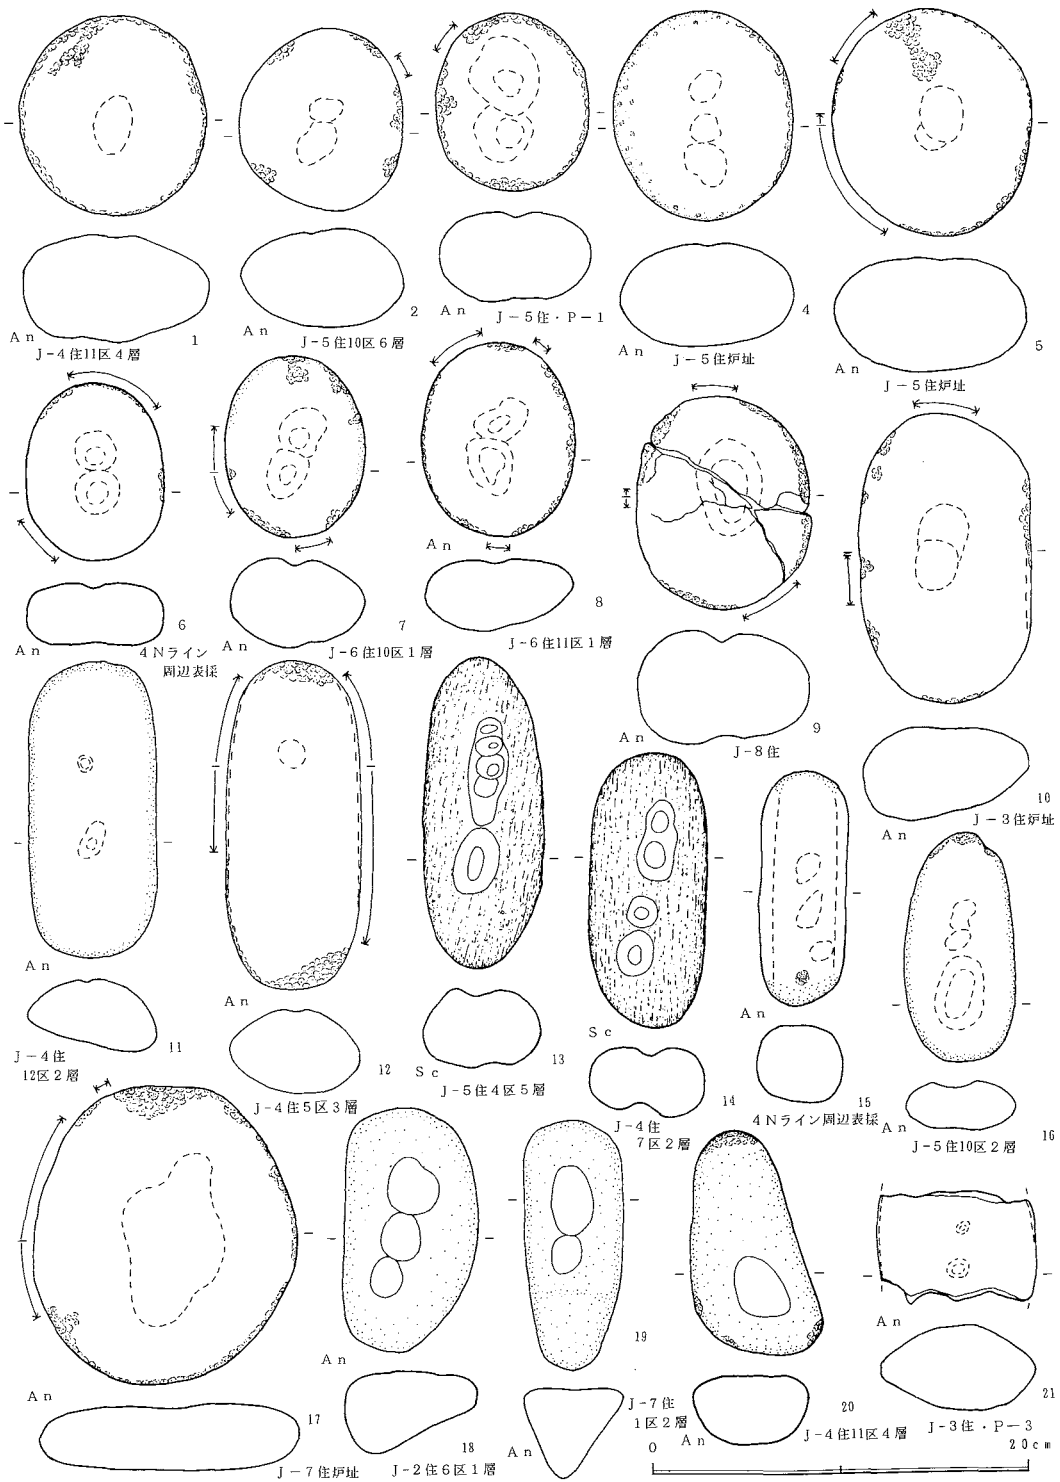 An
1
J-4住11区4層
2
J-5住10区6層
An
J-5住・P-1
4
An
J-5住炉址
5
An
J-5住炉址
An
6
4Nライン
周辺表採
An
7
J-6住10区1層
An
8
J-6住11区1層
An
9
J-8住
An
10
J-3住炉址
An
11
J-4住
12区2層
An
12
J-4住5区3層
Sc
13
J-5住4区5層
Sc
14
J-4住
7区2層
An
15
4Nライン周辺表採
An
16
J-5住10区2層
An
17
J-7住炉址
An
18
J-2住6区1層
An
19
J-7住
1区2層
An
20
J-4住11区4層
An
21
J-3住・P-3
0
20cm